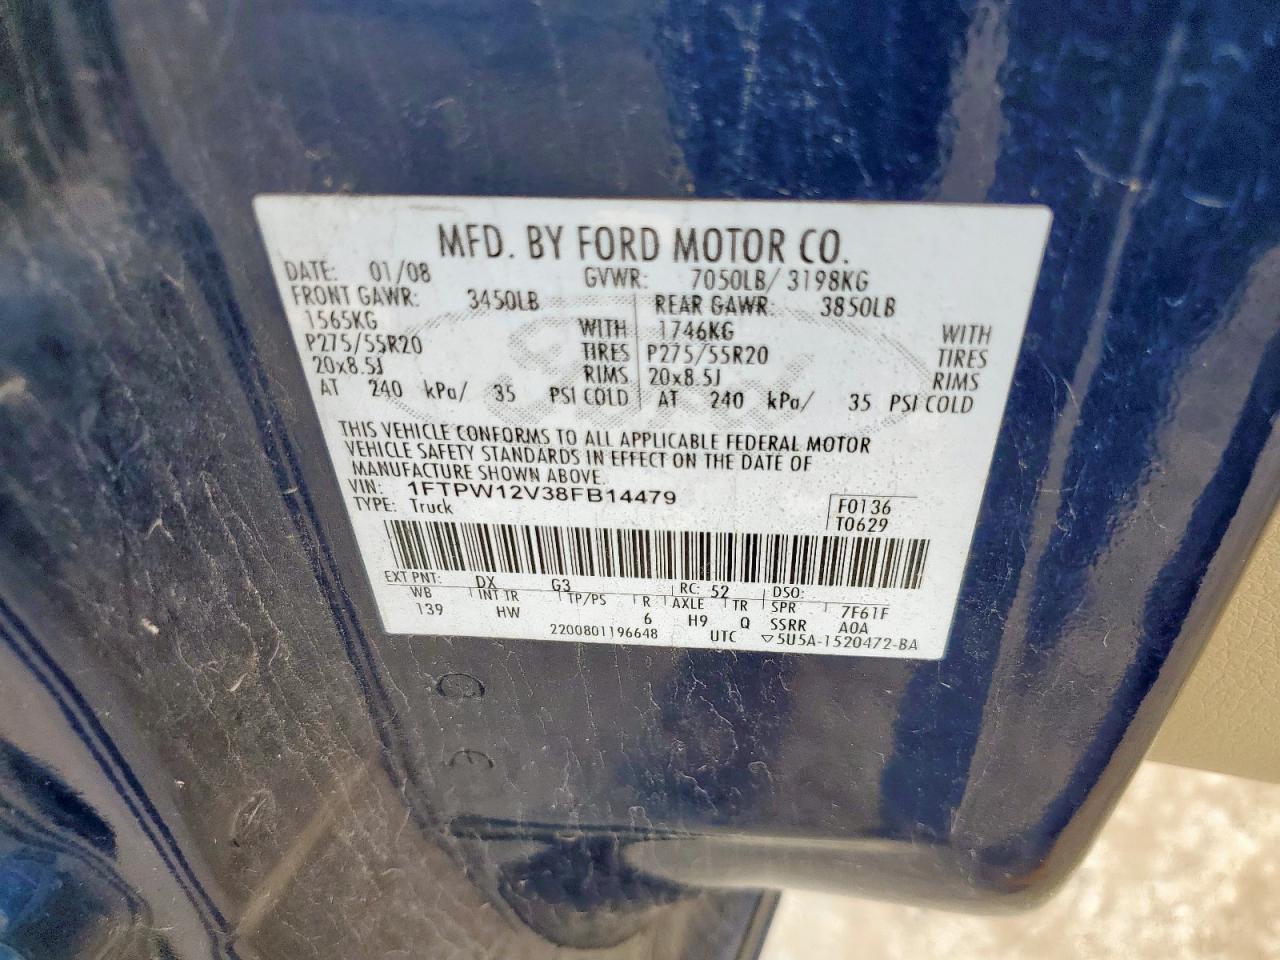 MFD. BY FORD MOTOR CO.
DATE: 01/08 GVWR: 7050LB/ 3198KG
FRONT GAWR: 3450LB REAR GAWR: 3850LB
1565KG WITH 1746KG WITH
P275/55R20 TIRES P275/55R20 TIRES
20x8.5J RIMS 20x8.5J RIMS
AT 240 kPa/ 35 PSI COLD AT 240 kPa/ 35 PSI COLD
THIS VEHICLE CONFORMS TO ALL APPLICABLE FEDERAL MOTOR
VEHICLE SAFETY STANDARDS IN EFFECT ON THE DATE OF
MANUFACTURE SHOWN ABOVE.
VIN: 1FTPW12V38FB14479 F0136
TYPE: Truck T0629
EXT PNT: DX G3 RC: 52 DSO:
WB INT TR TP/PS R AXLE TR SPR 7F61F
139 HW 6 H9 Q SSRR A0A
2200801196648 UTC ▽5U5A-1520472-BA